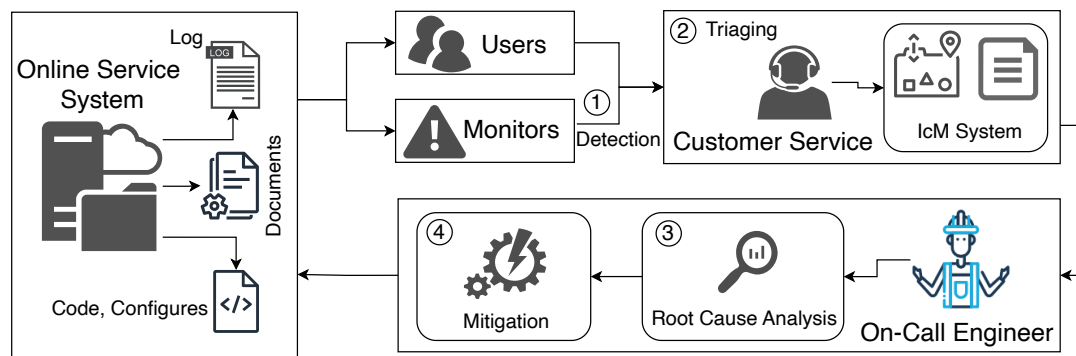 Log
LOG
Online Service
System
Documents
Code, Configures
</>
Users
Monitors
① 
Detection
② Triaging
Customer Service
IcM System
④
Mitigation
③
Root Cause Analysis
On-Call Engineer